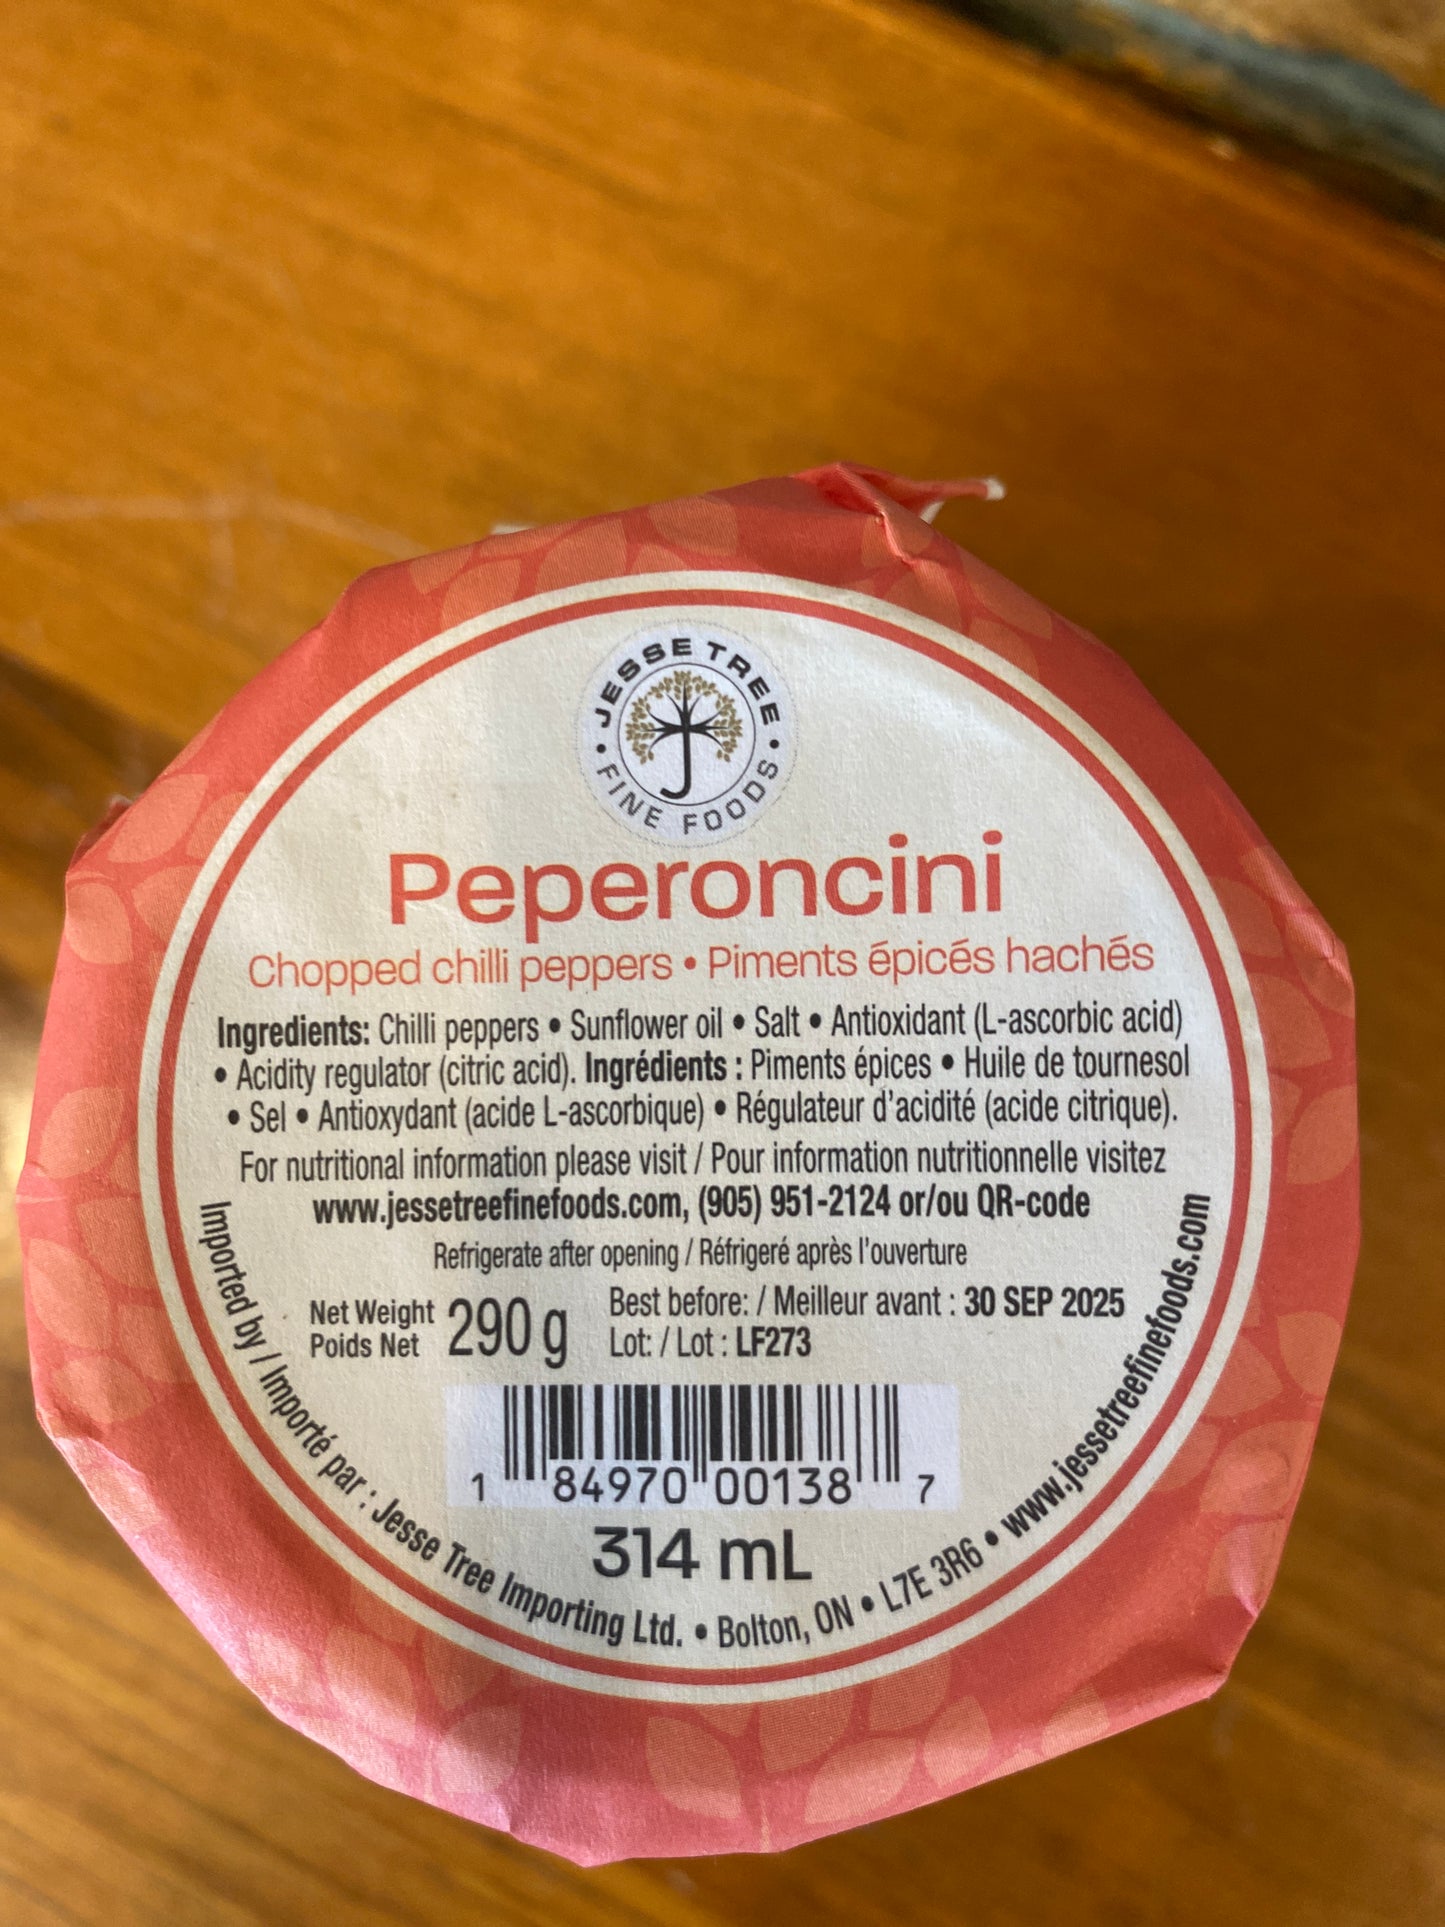 JESSE TREE
• FINE FOODS •
Peperoncini
Chopped chilli peppers • Piments épicés hachés
Ingredients: Chilli peppers • Sunflower oil • Salt • Antioxidant (L-ascorbic acid)
• Acidity regulator (citric acid). Ingrédients : Piments épices • Huile de tournesol
• Sel • Antioxydant (acide L-ascorbique) • Régulateur d'acidité (acide citrique).
For nutritional information please visit / Pour information nutritionnelle visitez
www.jessetreefinefoods.com, (905) 951-2124 or/ou QR-code
Refrigerate after opening / Réfrigeré après l'ouverture
Net Weight
Poids Net
290 g
Best before: / Meilleur avant : 30 SEP 2025
Lot: / Lot : LF273
1 84970 00138 7
314 mL
Imported by / Importé par : Jesse Tree Importing Ltd. • Bolton, ON • L7E 3R6 • www.jessetreefinefoods.com